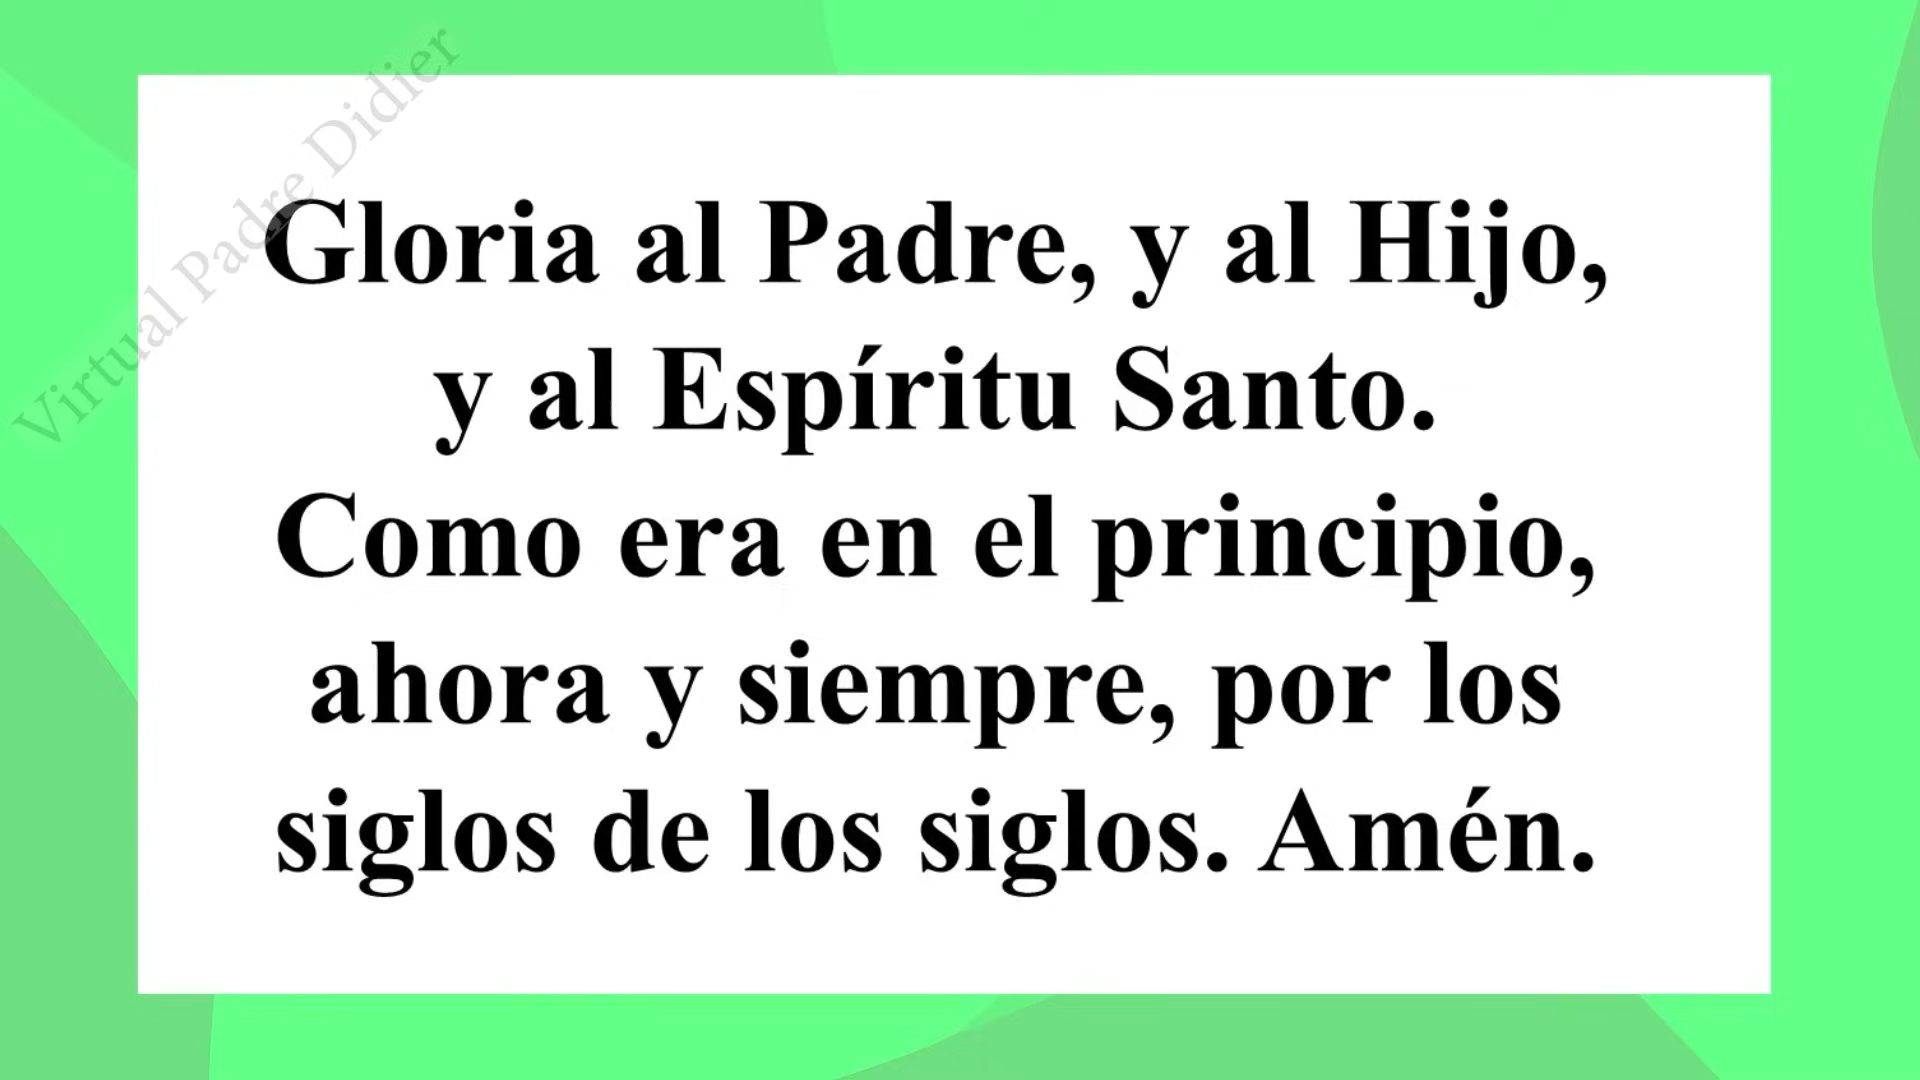 Virtual Padre Didier
Gloria al Padre, y al Hijo,
y al Espíritu Santo.
Como era en el principio,
ahora y siempre, por los
siglos de los siglos. Amén.